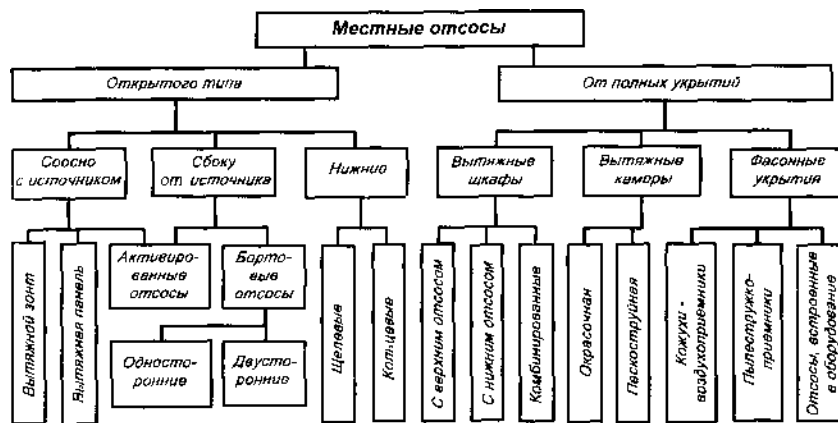 Местные отсосы
Открытого типа
От полных укрытий
Соосно
с источником
Сбоку
от источника
Нижние
Вытяжные
шкафы
Вытяжные
камеры
Фасонные
укрытия
Вытяжной зонт
Вытяжная панель
Активиро-
ванные
отсосы
Борто-
вые
отсосы
Односто-
ронние
Двусто-
ронние
Щелевые
Кольцевые
С верхним отсосом
С нижним отсосом
Комбинированные
Окрасочная
Пескоструйная
Кожухи -
воздухоприемники
Пылестружко-
приемники
Отсосы, встроенные
в оборудование